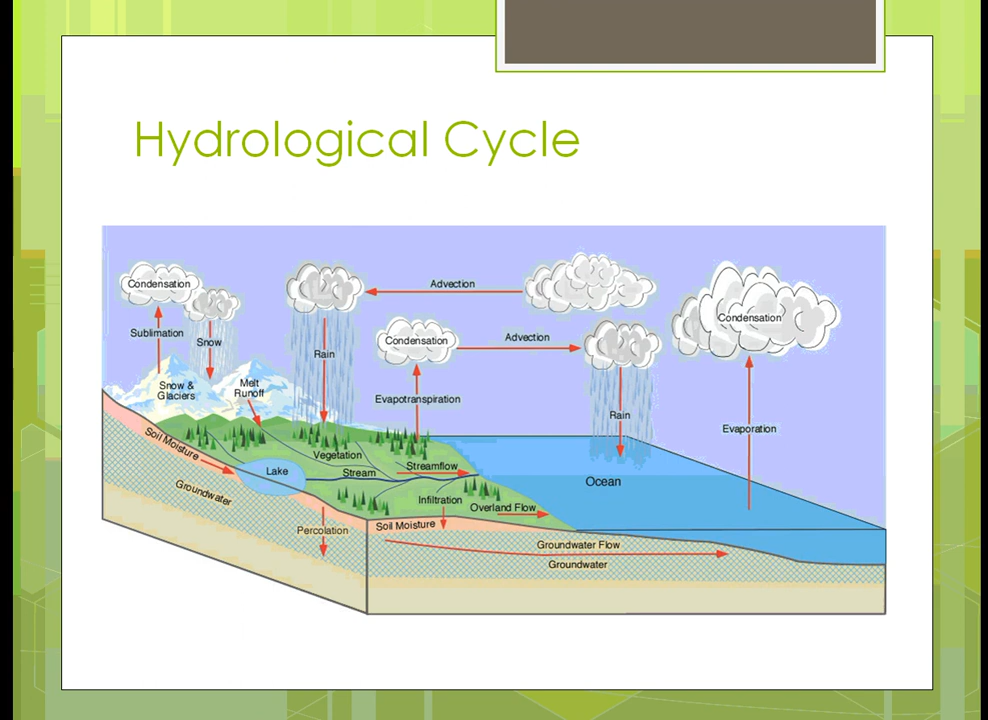 Hydrological Cycle
Condensation
Advection
Condensation
Sublimation
Snow
Rain
Condensation
Advection
Snow &
Glaciers
Melt
Runoff
Evapotranspiration
Rain
Evaporation
Soil Moisture
Vegetation
Lake
Stream
Streamflow
Ocean
Groundwater
Infiltration
Overland Flow
Percolation
Soil Moisture
Groundwater Flow
Groundwater